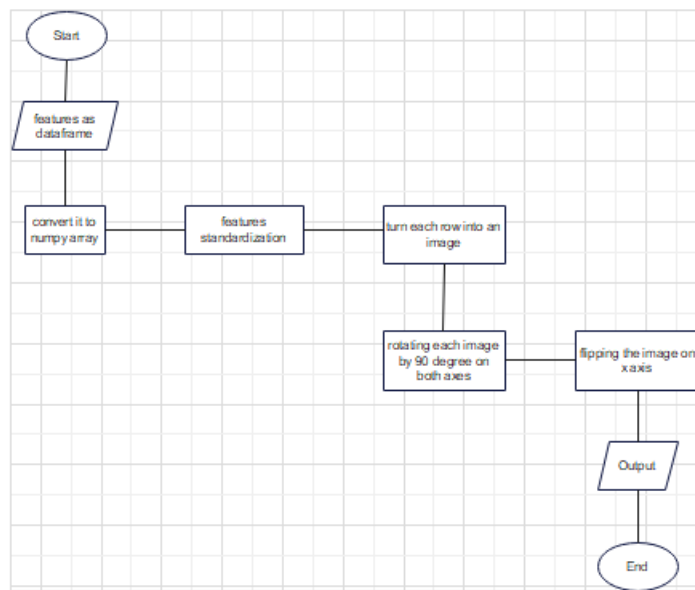 Start
features as
dataframe
convert it to
numpy array
features
standardization
turn each row into an
image
rotating each image
by 90 degree on
both axes
flipping the image on
x axis
Output
End